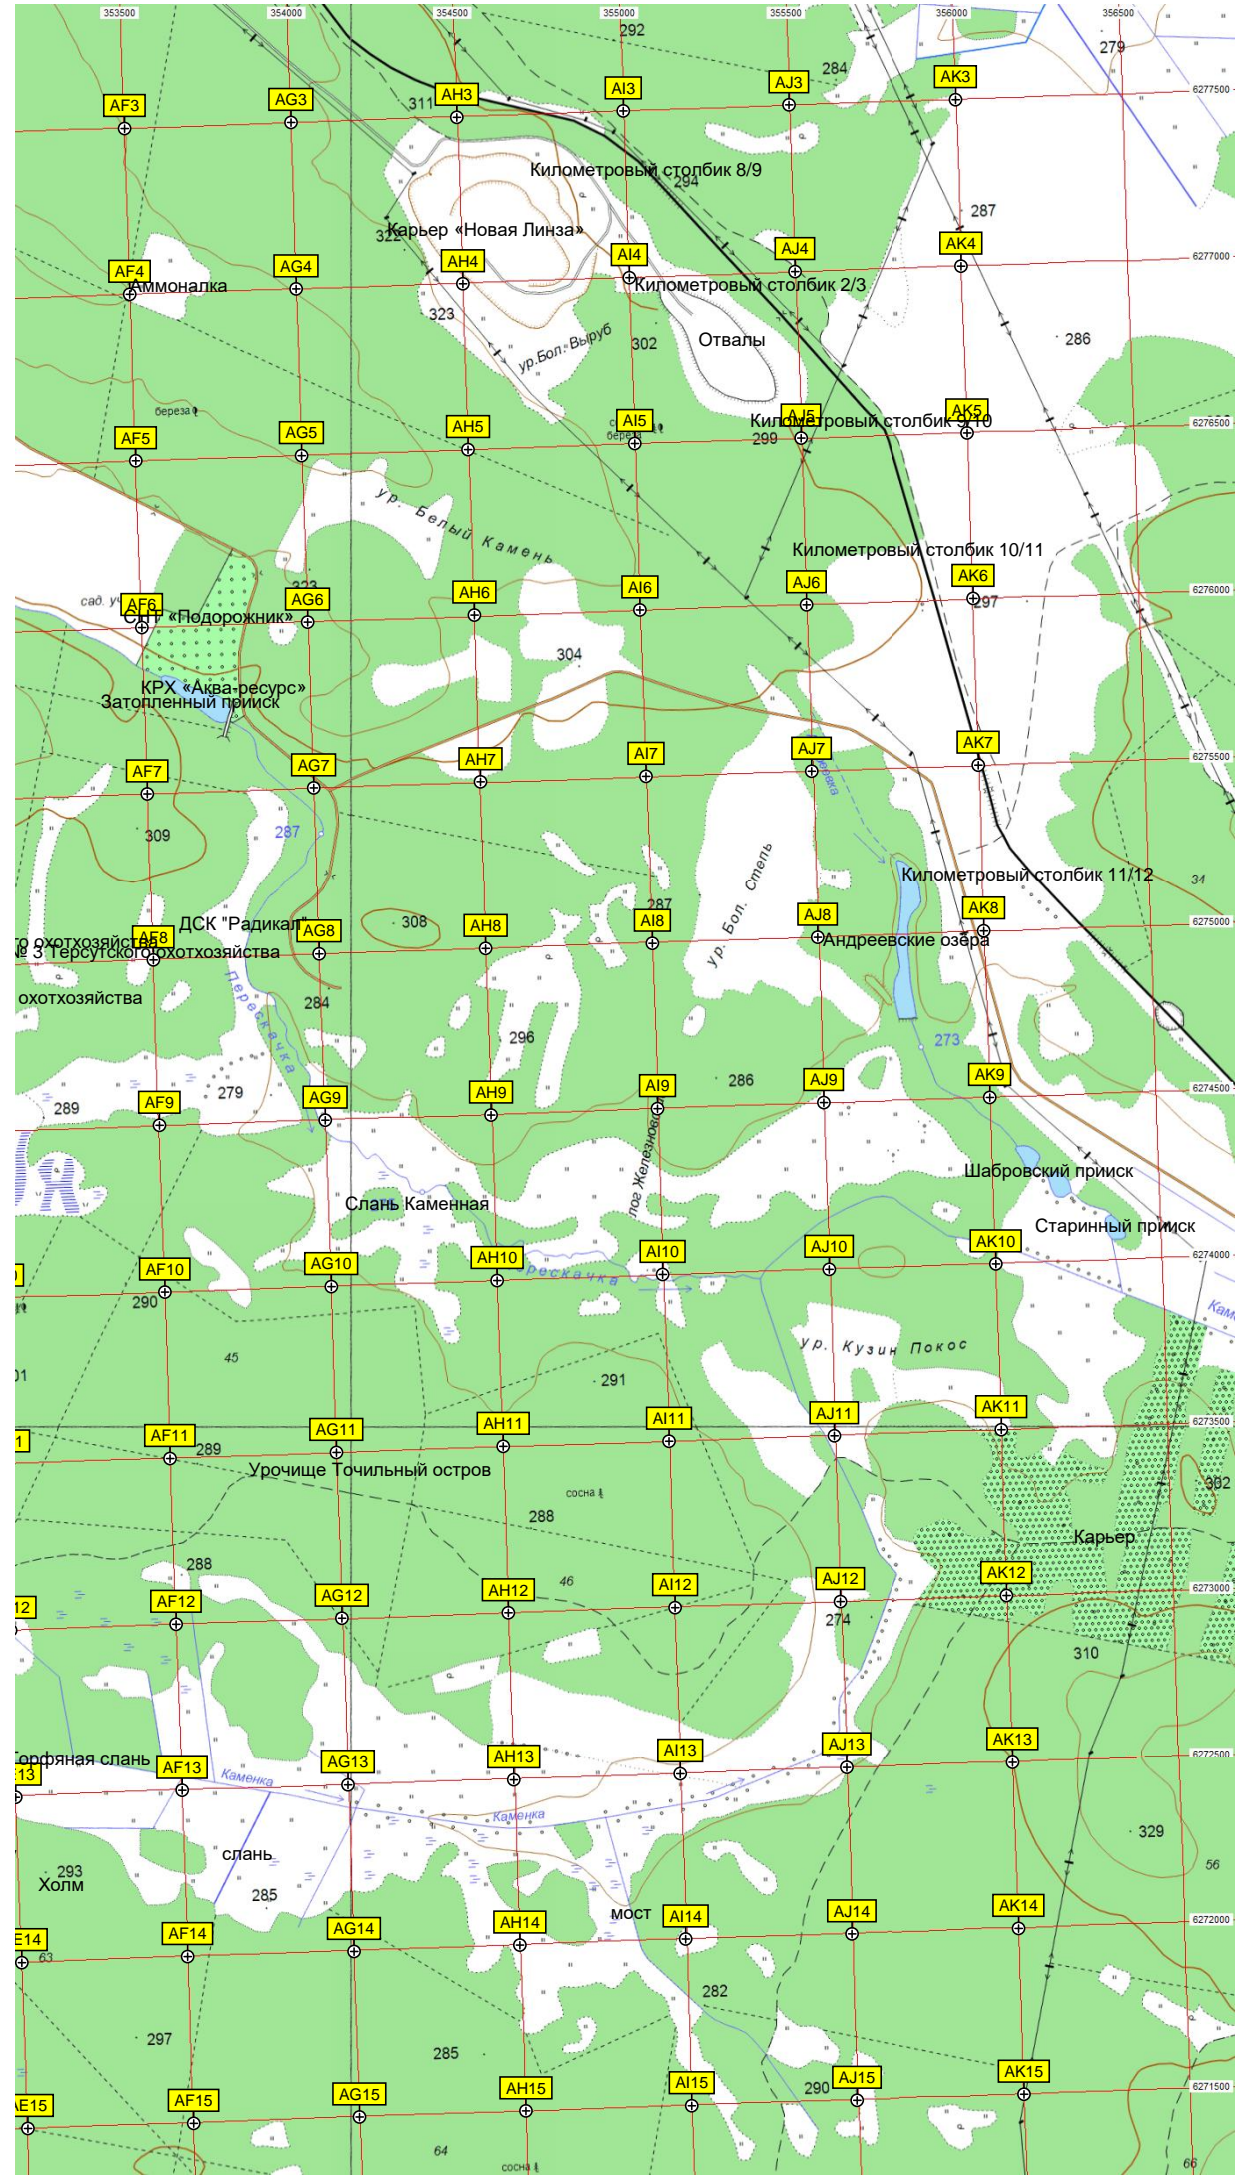 353500 354000 354500 355000 355500 356000 356500
292
279
284
AF3 AG3 AH3 AI3 AJ3 AK3
311
6277500
Километровый столбик 8/9
294
287
Карьер «Новая Линза»
322
AF4 AG4 AH4 AI4 AJ4 AK4
6277000
Аммоналка
Километровый столбик 2/3
323
ур.Бол. Выруб
302
Отвалы
286
береза
AF5 AG5 AH5 AI5 AJ5 AK5
6276500
Километровый столбик 9/10
299
ур. Белый Камень
Километровый столбик 10/11
323
AF6 AG6 AH6 AI6 AJ6 AK6
6276000
297
СНТ «Подорожник»
304
КРХ «Аква-ресурс»
Затопленный прииск
AF7 AG7 AH7 AI7 AJ7 AK7
6275500
309
287
ур. Бол. Степь
Километровый столбик 11/12
34
287
308
ДСК "Радикал"
AF8 AG8 AH8 AI8 AJ8 AK8
6275000
го охотхозяйства
№ 3 Терсутского охотхозяйства
Андреевские озёра
охотхозяйства
284
Перескачка
296
273
286
AF9 AG9 AH9 AI9 AJ9 AK9
6274500
279
289
лог Железновский
Шабровский прииск
Слань Каменная
Старинный прииск
AF10 AG10 AH10 AI10 AJ10 AK10
6274000
290
45
ур. Кузин Покос
291
AF11 AG11 AH11 AI11 AJ11 AK11
6273500
289
Урочище Точильный остров
302
сосна
288
Карьер
288
46
AF12 AG12 AH12 AI12 AJ12 AK12
6273000
274
310
Торфяная слань
AF13 AG13 AH13 AI13 AJ13 AK13
6272500
Каменка
Каменка
329
слань
56
293
Холм
285
мост
AF14 AG14 AH14 AI14 AJ14 AK14
6272000
63
282
297
285
290
AE15 AF15 AG15 AH15 AI15 AJ15 AK15
6271500
64
сосна
66